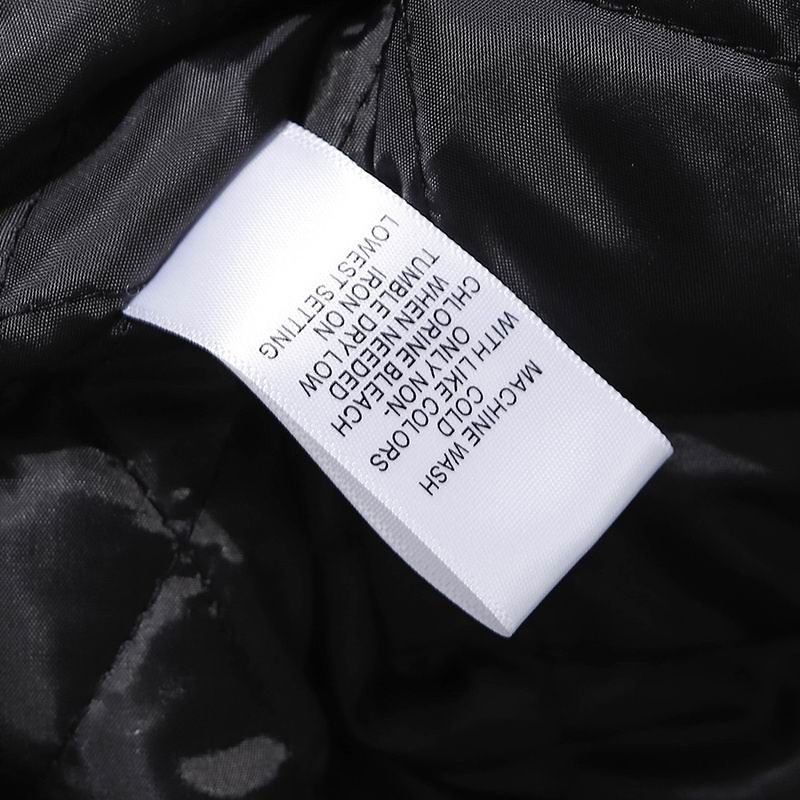 MACHINE WASH
COLD
WITH LIKE COLORS
ONLY NON-
CHLORINE BLEACH
WHEN NEEDED
TUMBLE DRY LOW
IRON ON
LOWEST SETTING